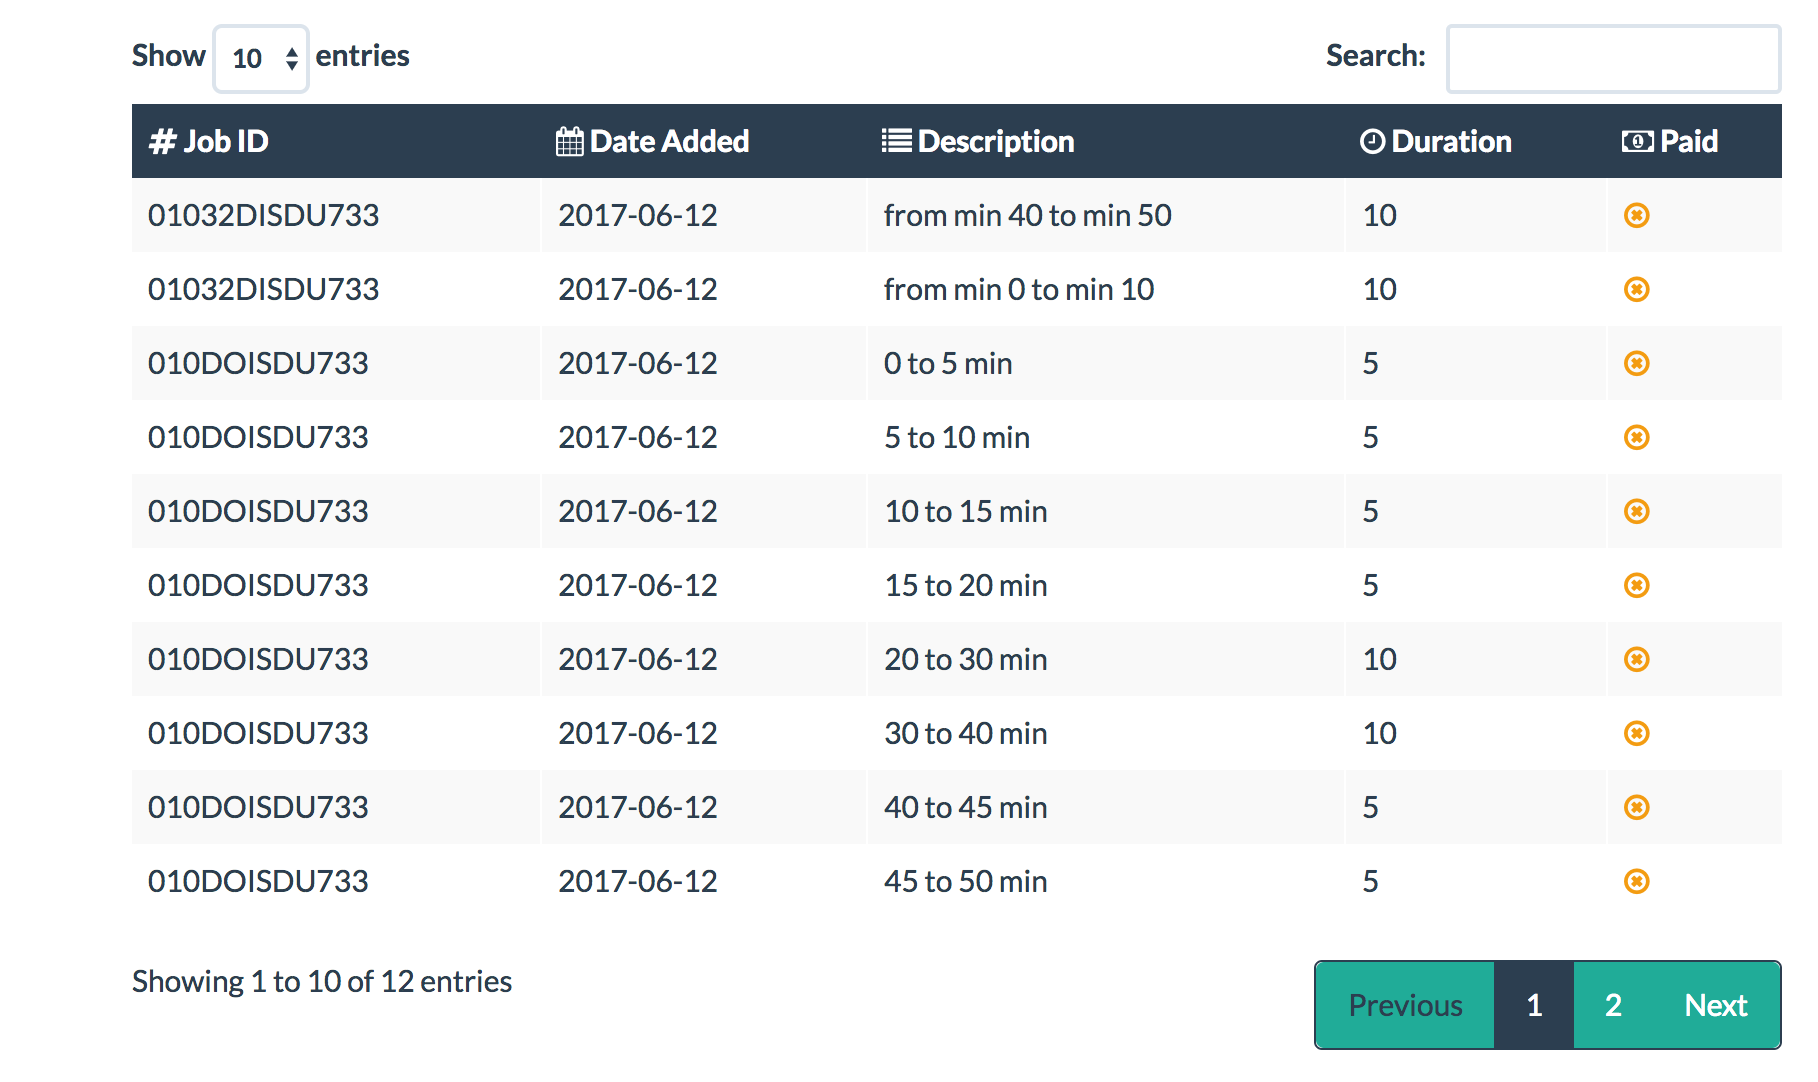 Show 10 entries Search:
# Job ID Date Added Description Duration Paid
01032DISDU733 2017-06-12 from min 40 to min 50 10
01032DISDU733 2017-06-12 from min 0 to min 10 10
010DOISDU733 2017-06-12 0 to 5 min 5
010DOISDU733 2017-06-12 5 to 10 min 5
010DOISDU733 2017-06-12 10 to 15 min 5
010DOISDU733 2017-06-12 15 to 20 min 5
010DOISDU733 2017-06-12 20 to 30 min 10
010DOISDU733 2017-06-12 30 to 40 min 10
010DOISDU733 2017-06-12 40 to 45 min 5
010DOISDU733 2017-06-12 45 to 50 min 5
Showing 1 to 10 of 12 entries
Previous 1 2 Next